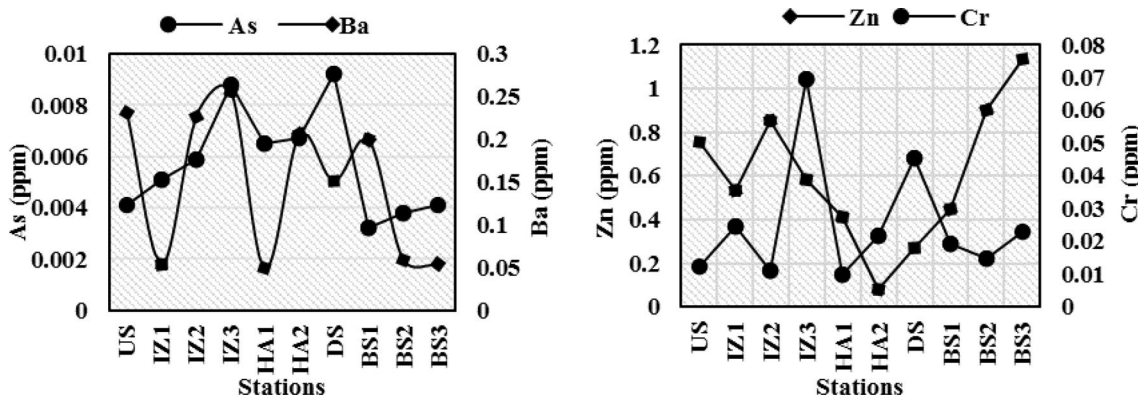 As Ba
0.01
0.008
0.006
0.004
0.002
0
As (ppm)
0.3
0.25
0.2
0.15
0.1
0.05
0
Ba (ppm)
US IZ1 IZ2 IZ3 HA1 HA2 DS BS1 BS2 BS3
Stations
Zn Cr
1.2
1
0.8
0.6
0.4
0.2
0
Zn (ppm)
0.08
0.07
0.06
0.05
0.04
0.03
0.02
0.01
0
Cr (ppm)
US IZ1 IZ2 IZ3 HA1 HA2 DS BS1 BS2 BS3
Stations